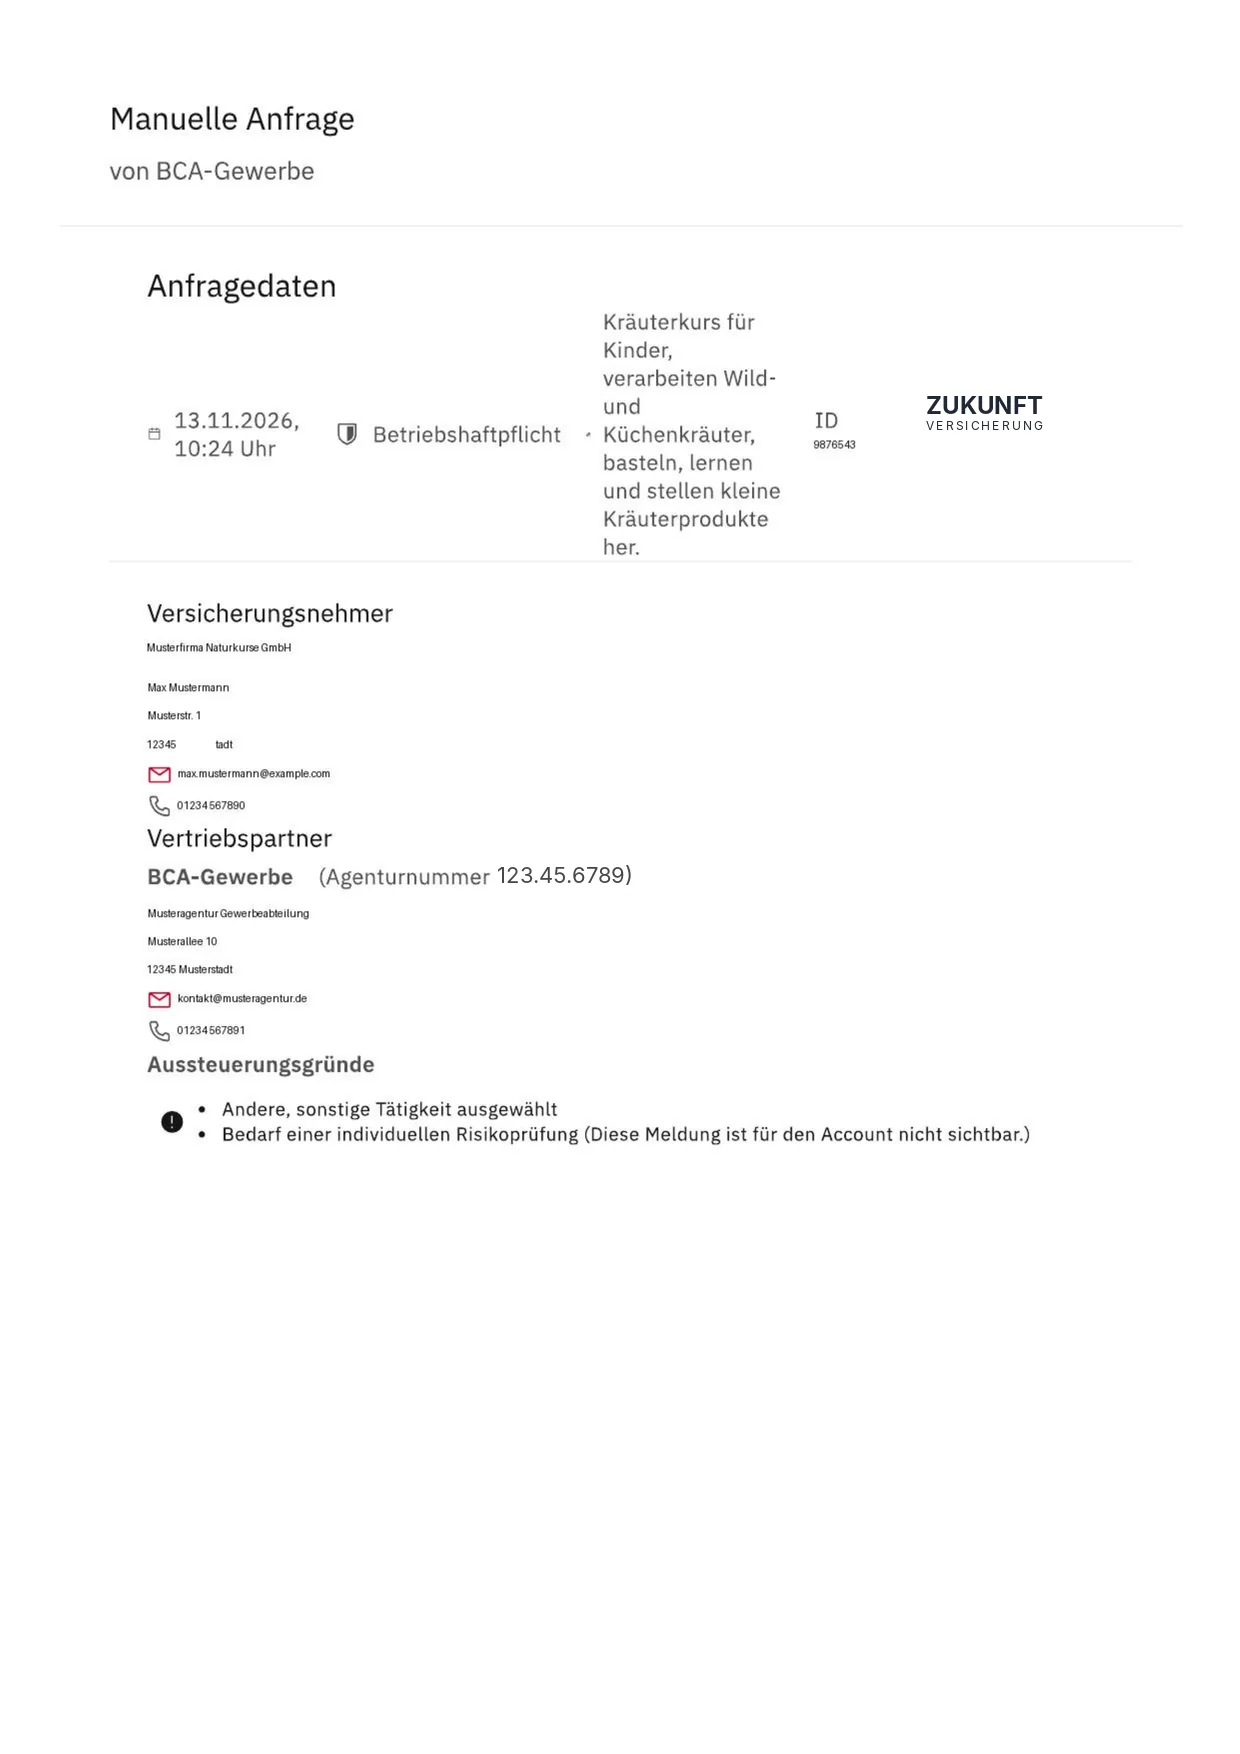 Manuelle Anfrage
von BCA-Gewerbe
Anfragedaten
13.11.2026,
10:24 Uhr
Betriebshaftpflicht
Kräuterkurs für
Kinder,
verarbeiten Wild-
und
Küchenkräuter,
basteln, lernen
und stellen kleine
Kräuterprodukte
her.
ID
9876543
ZUKUNFT
VERSICHERUNG
Versicherungsnehmer
Musterfirma Naturkurse GmbH
Max Mustermann
Musterstr. 1
12345 tadt
max.mustermann@example.com
01234567890
Vertriebspartner
BCA-Gewerbe (Agenturnummer 123.45.6789)
Musteragentur Gewerbeabteilung
Musterallee 10
12345 Musterstadt
kontakt@musteragentur.de
01234567891
Aussteuerungsgründe
• Andere, sonstige Tätigkeit ausgewählt
• Bedarf einer individuellen Risikoprüfung (Diese Meldung ist für den Account nicht sichtbar.)